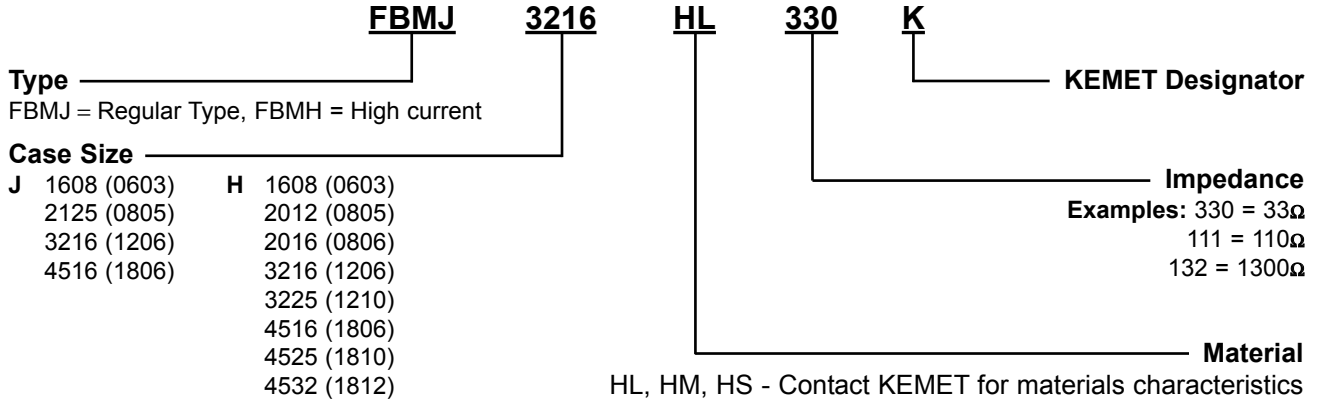 FBMJ 3216 HL 330 K
Type
KEMET Designator
FBMJ = Regular Type, FBMH = High current
Case Size
J 1608 (0603) H 1608 (0603)
2125 (0805) 2012 (0805)
3216 (1206) 2016 (0806)
4516 (1806) 3216 (1206)
3225 (1210)
4516 (1806)
4525 (1810)
4532 (1812)
Impedance
Examples: 330 = 33Ω
111 = 110Ω
132 = 1300Ω
Material
HL, HM, HS - Contact KEMET for materials characteristics